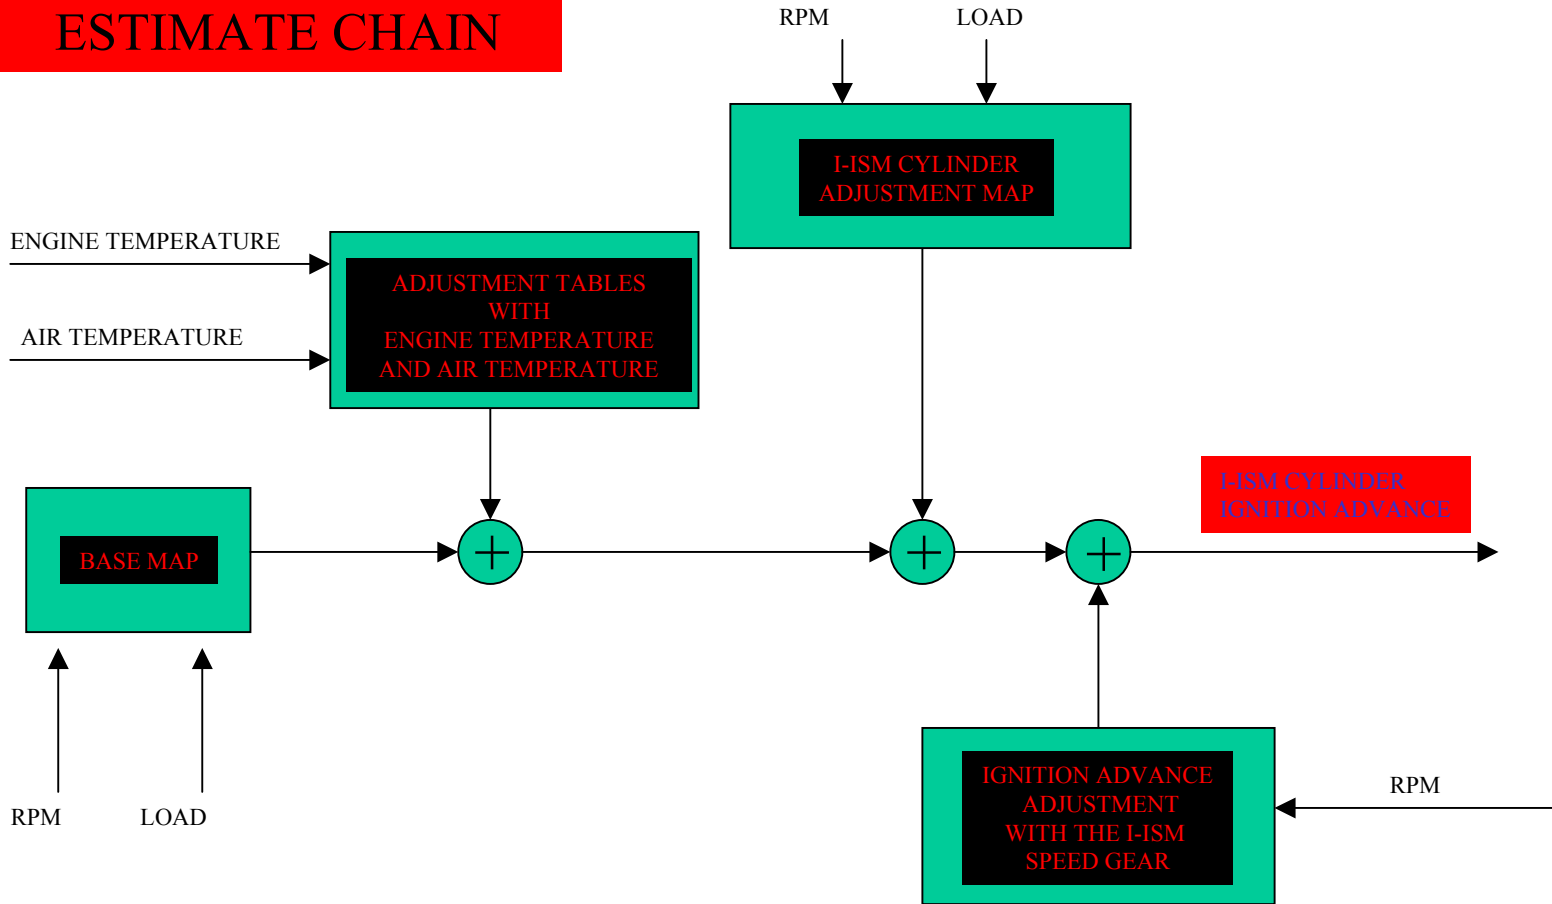 ESTIMATE CHAIN
RPM
LOAD
I-ISM CYLINDER
ADJUSTMENT MAP
ENGINE TEMPERATURE
AIR TEMPERATURE
ADJUSTMENT TABLES
WITH
ENGINE TEMPERATURE
AND AIR TEMPERATURE
I-ISM CYLINDER
IGNITION ADVANCE
BASE MAP
+
+
+
RPM
LOAD
IGNITION ADVANCE
ADJUSTMENT
WITH THE I-ISM
SPEED GEAR
RPM